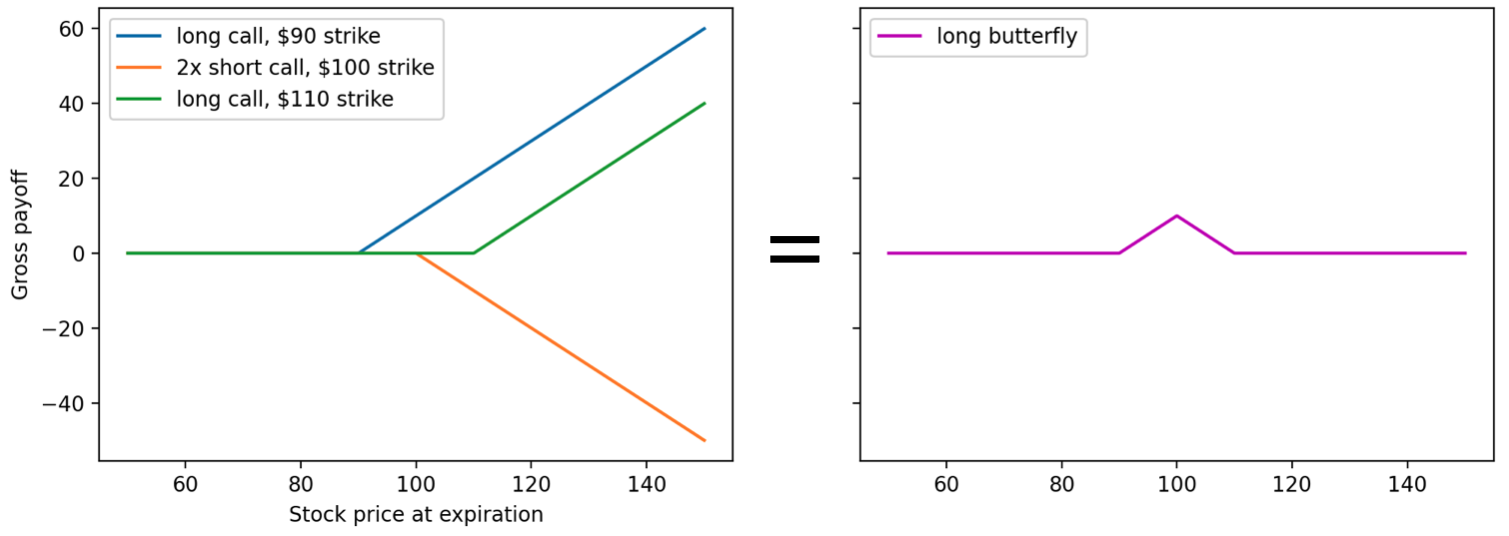 long call, $90 strike
2x short call, $100 strike
long call, $110 strike
60
40
20
0
−20
−40
Gross payoff
60 80 100 120 140
Stock price at expiration
=
long butterfly
60 80 100 120 140